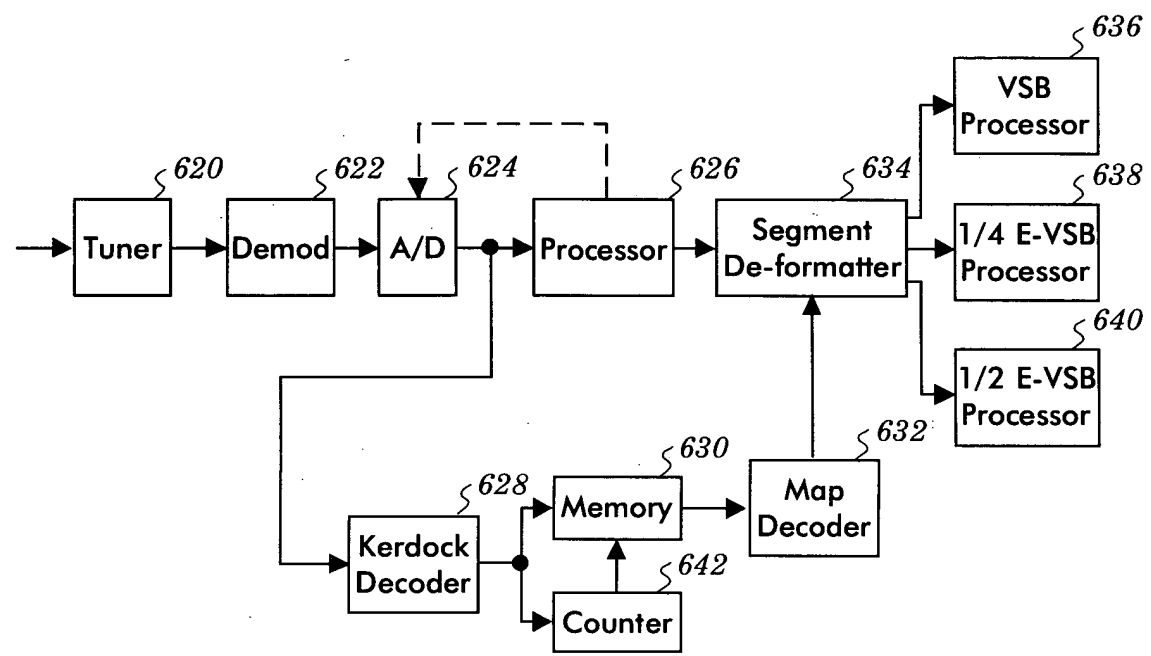 636
VSB
Processor
620
622
624
626
634
638
Tuner
Demod
A/D
Processor
Segment
De-formatter
1/4 E-VSB
Processor
640
1/2 E-VSB
Processor
632
630
628
Memory
Map
Decoder
Kerdock
Decoder
642
Counter